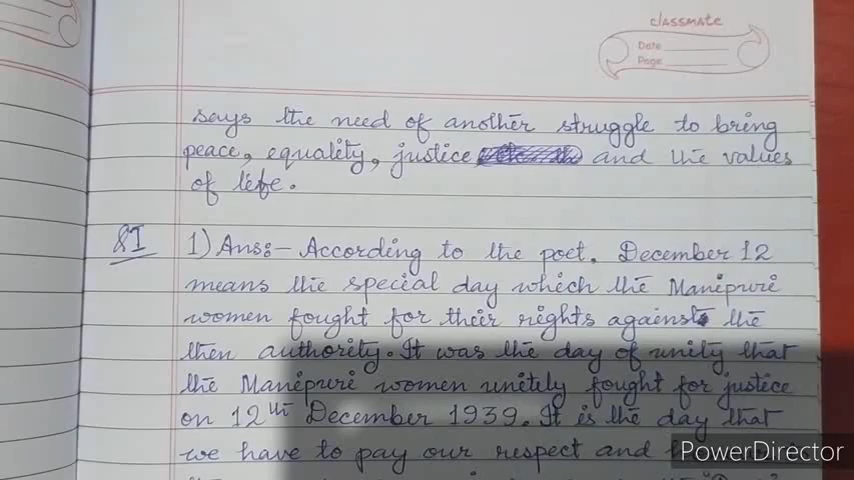 classmate
Date
Page
says the need of another struggle to bring
peace, equality, justice and the values
of life.
QI 1) Ans:- According to the poet, December 12
means the special day which the Manipuri
women fought for their rights against the
then authority. It was the day of unity that
the Manipuri women unitely fought for justice
on 12th December 1939. It is the day that
we have to pay our respect and
PowerDirector